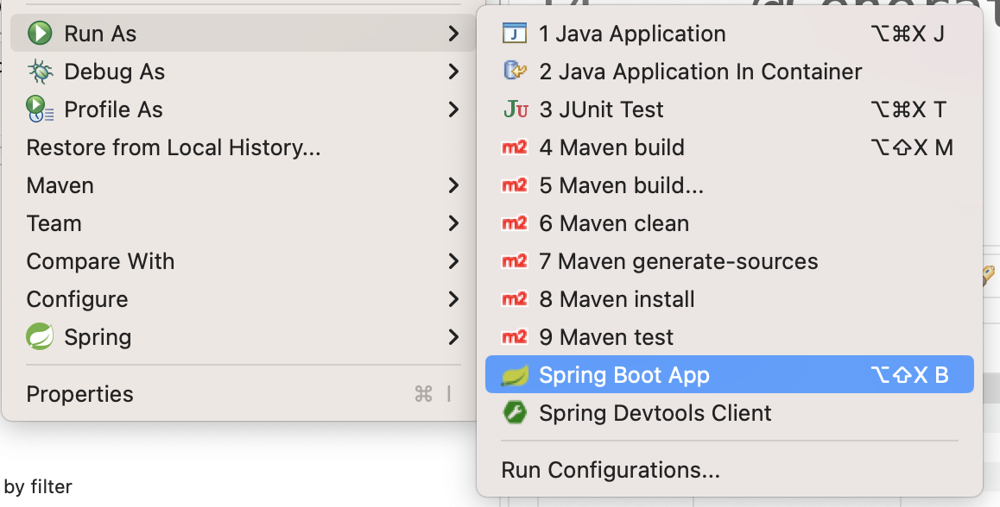 Run As
Debug As
Profile As
Restore from Local History...
Maven
Team
Compare With
Configure
Spring
Properties ⌘ I
by filter
1 Java Application ⌥⌘X J
2 Java Application In Container
3 JUnit Test ⌥⌘X T
4 Maven build ⌥⇧X M
5 Maven build...
6 Maven clean
7 Maven generate-sources
8 Maven install
9 Maven test
Spring Boot App ⌥⇧X B
Spring Devtools Client
Run Configurations...